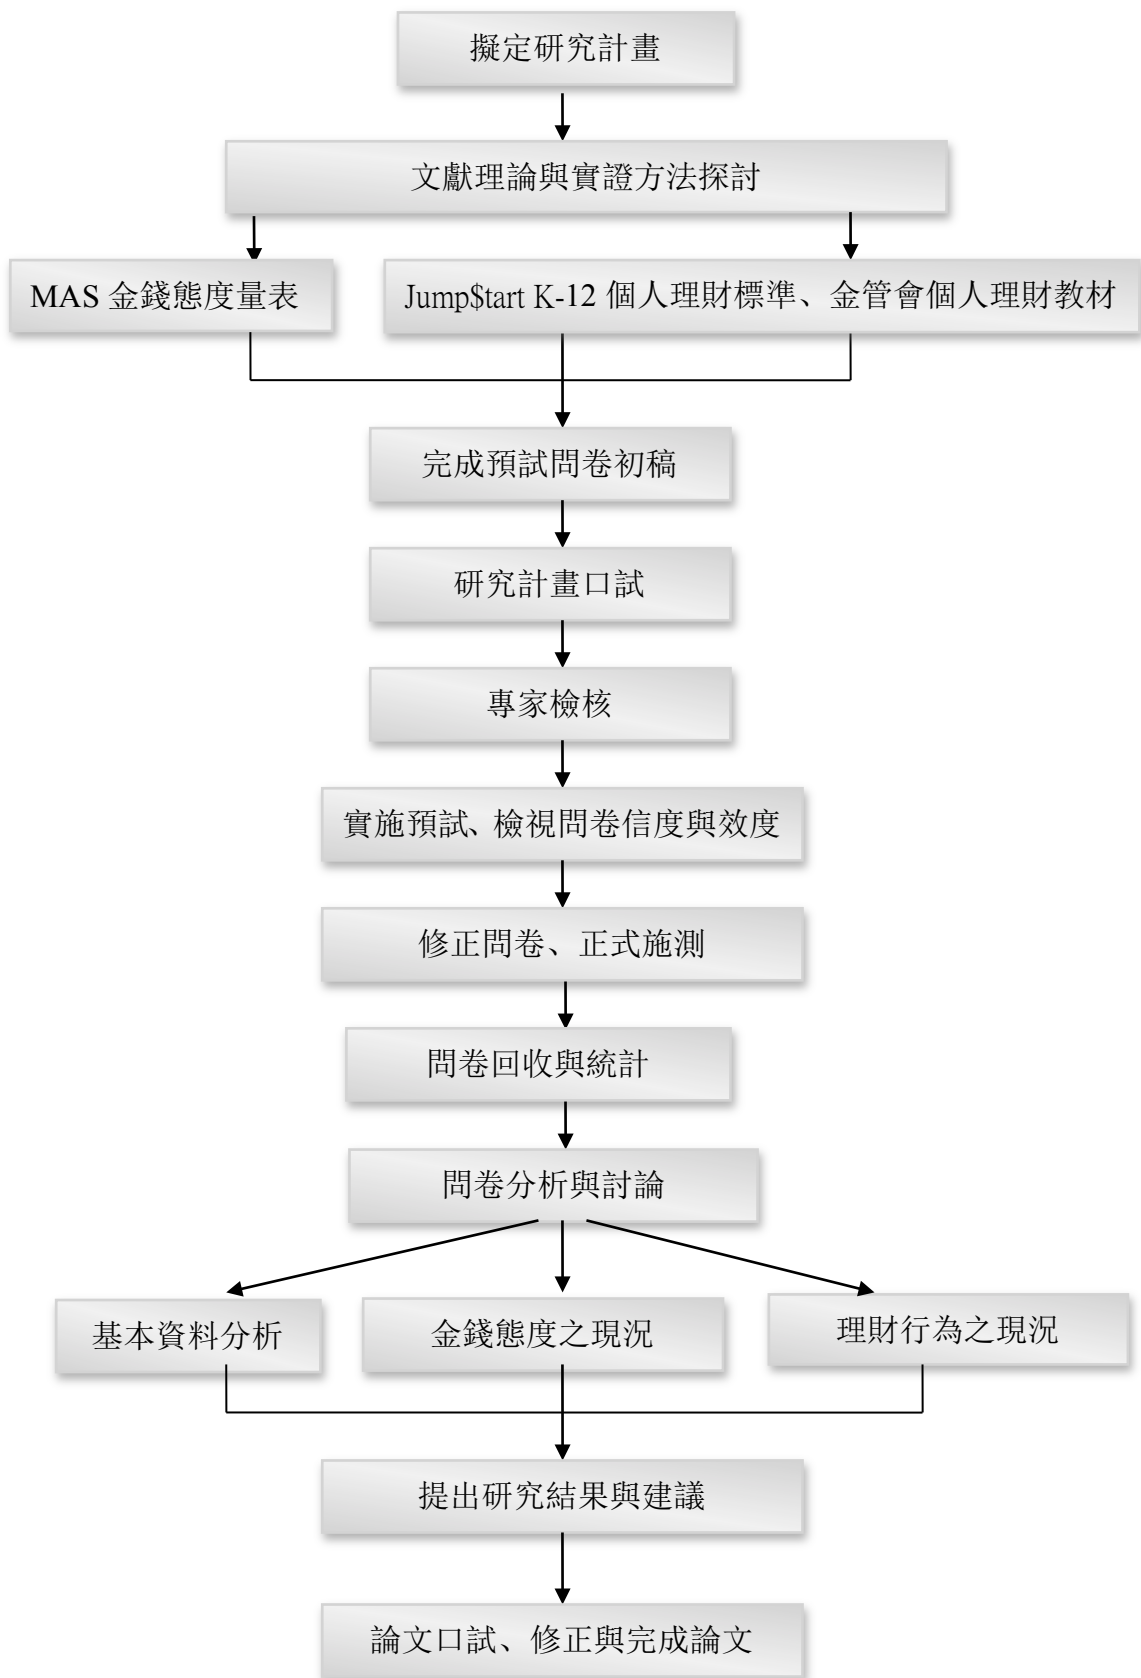 擬定研究計畫
文獻理論與實證方法探討
MAS 金錢態度量表
Jump$tart K-12 個人理財標準、金管會個人理財教材
完成預試問卷初稿
研究計畫口試
專家檢核
實施預試、檢視問卷信度與效度
修正問卷、正式施測
問卷回收與統計
問卷分析與討論
基本資料分析
金錢態度之現況
理財行為之現況
提出研究結果與建議
論文口試、修正與完成論文